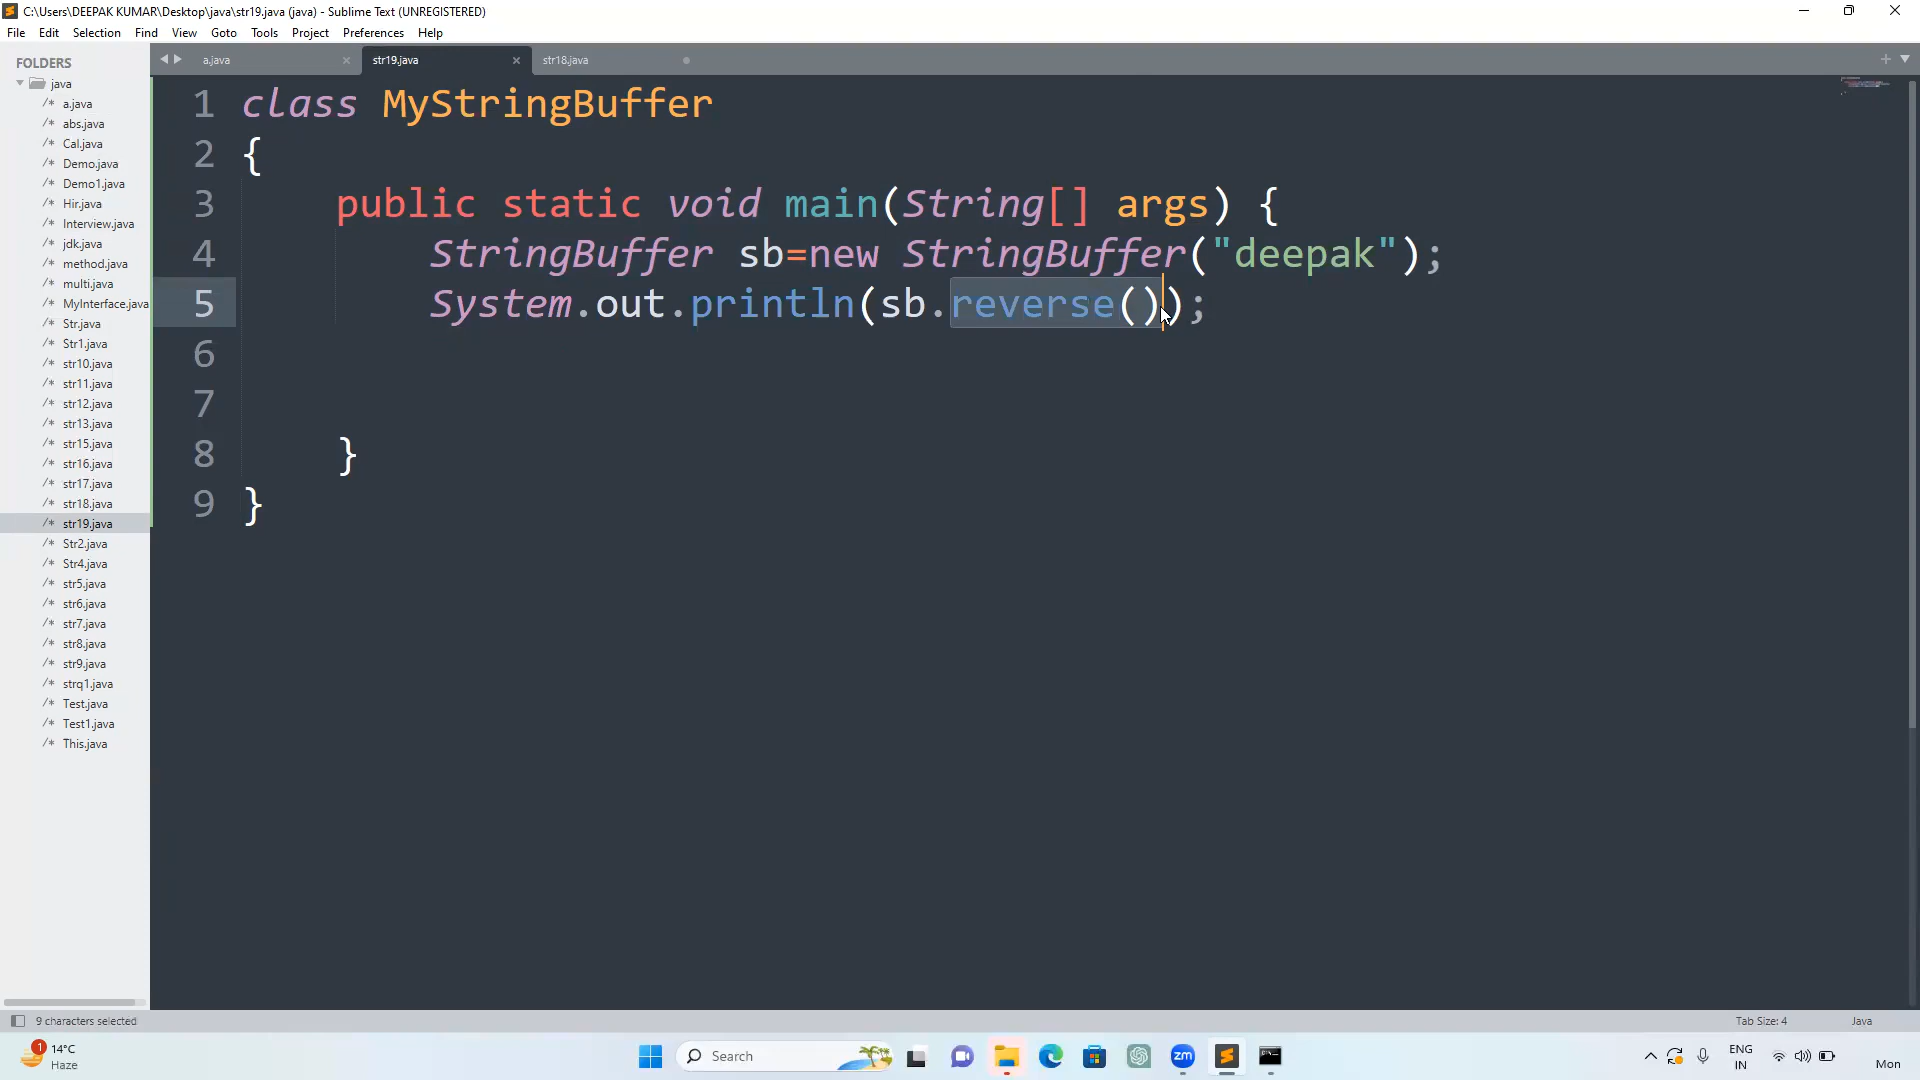 C:\Users\DEEPAK KUMAR\Desktop\java\str19.java (java) - Sublime Text (UNREGISTERED)
File Edit Selection Find View Goto Tools Project Preferences Help
FOLDERS
java
/* a.java
/* abs.java
/* Cal.java
/* Demo.java
/* Demo1.java
/* Hir.java
/* Interview.java
/* jdk.java
/* method.java
/* multi.java
/* MyInterface.java
/* Str.java
/* Str1.java
/* str10.java
/* str11.java
/* str12.java
/* str13.java
/* str15.java
/* str16.java
/* str17.java
/* str18.java
/* str19.java
/* Str2.java
/* Str4.java
/* str5.java
/* str6.java
/* str7.java
/* str8.java
/* str9.java
/* strq1.java
/* Test.java
/* Test1.java
/* This.java
a.java str19.java str18.java
1 class MyStringBuffer
2 {
3 public static void main(String[] args) {
4 StringBuffer sb=new StringBuffer("deepak");
5 System.out.println(sb.reverse());
6
7
8 }
9 }
9 characters selected Tab Size: 4 Java
1
14°C
Haze
Search
zm
ENG
IN
Mon